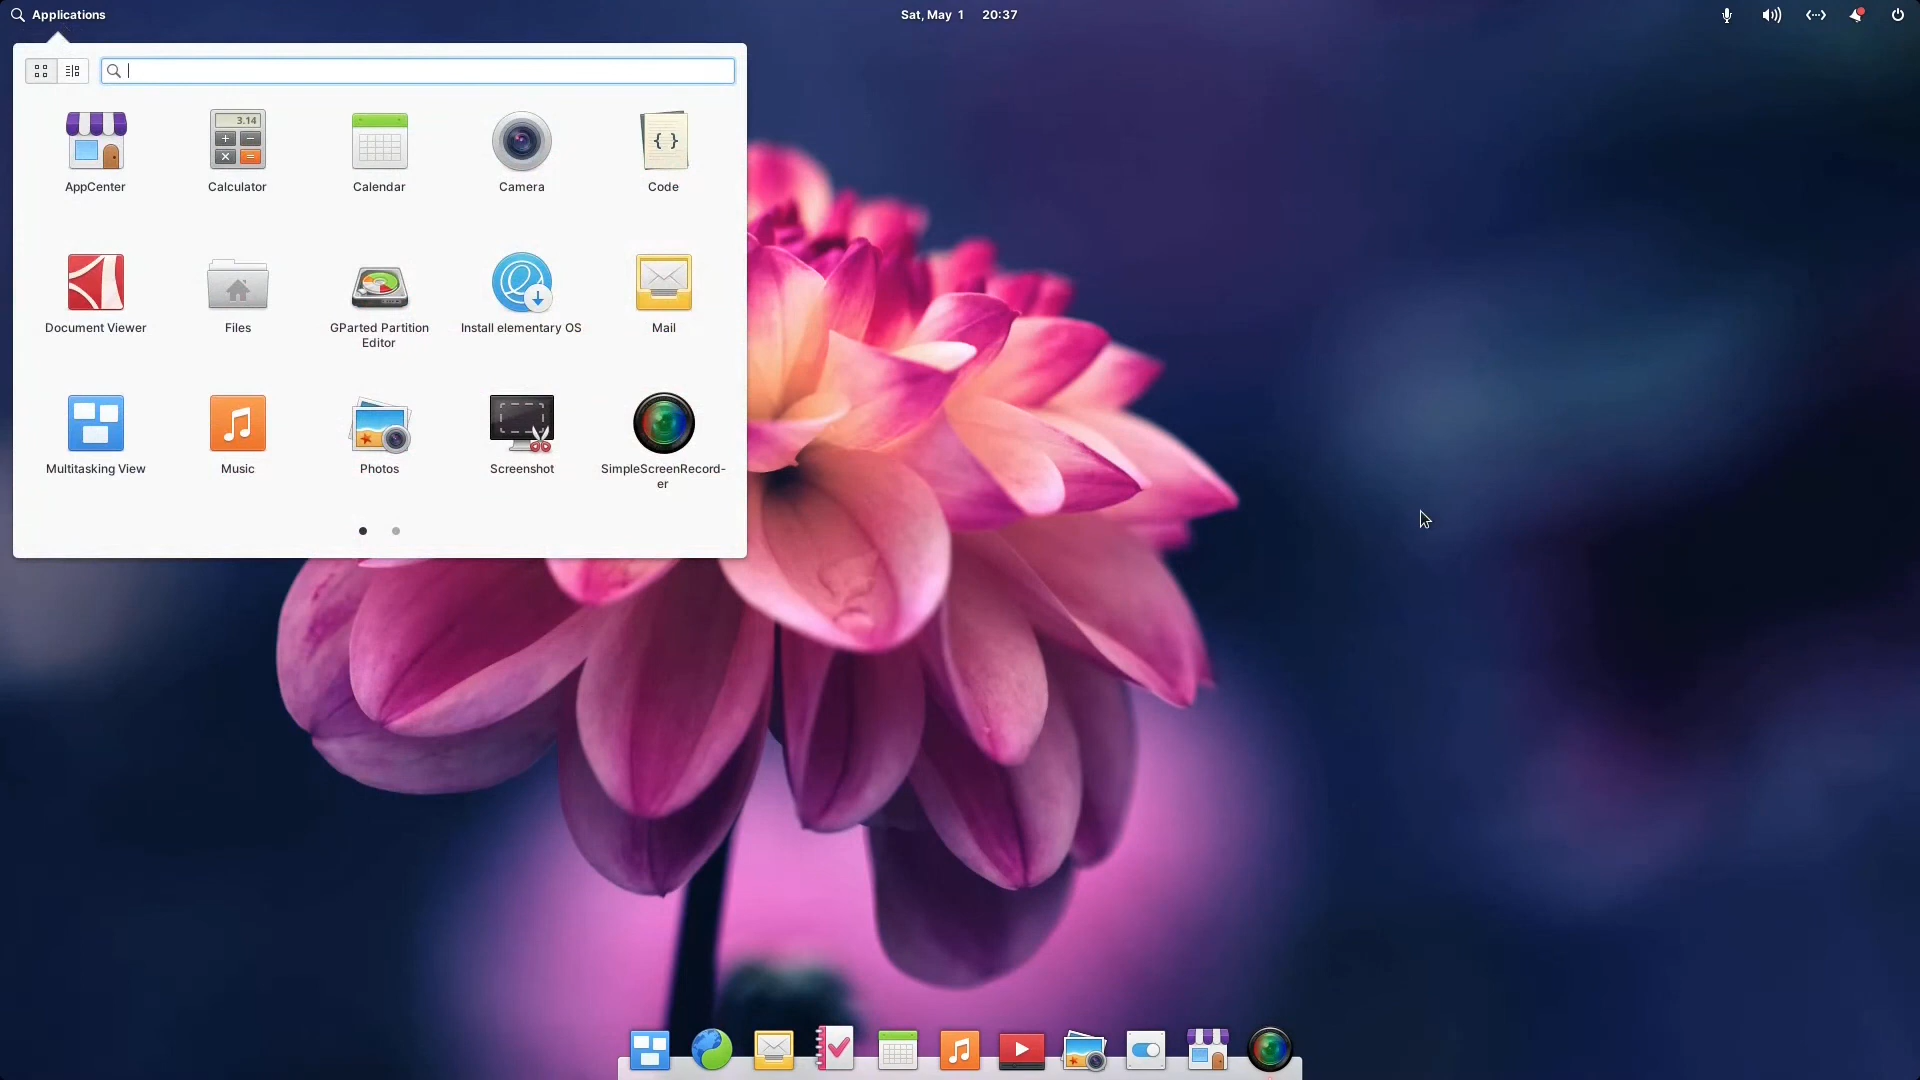 Applications
Sat, May 1 20:37
3.14
AppCenter
Calculator
Calendar
Camera
Code
Document Viewer
Files
GParted Partition
Editor
Install elementary OS
Mail
Multitasking View
Music
Photos
Screenshot
SimpleScreenRecord-
er